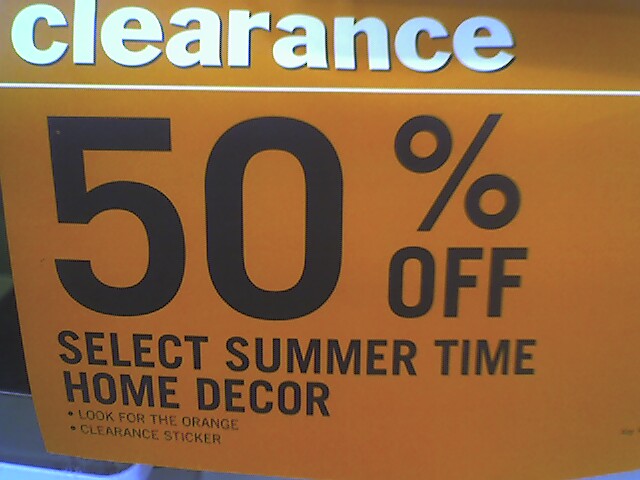 clearance
50%
OFF
SELECT SUMMER TIME
HOME DECOR
• LOOK FOR THE ORANGE
• CLEARANCE STICKER